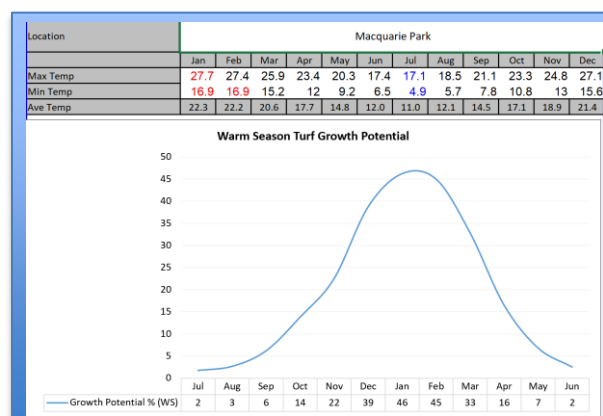 Location Macquarie Park
Jan Feb Mar Apr May Jun Jul Aug Sep Oct Nov Dec
Max Temp 27.7 27.4 25.9 23.4 20.3 17.4 17.1 18.5 21.1 23.3 24.8 27.1
Min Temp 16.9 16.9 15.2 12 9.2 6.5 4.9 5.7 7.8 10.8 13 15.6
Ave Temp 22.3 22.2 20.6 17.7 14.8 12.0 11.0 12.1 14.5 17.1 18.9 21.4
Warm Season Turf Growth Potential
50
45
40
35
30
25
20
15
10
5
0
Jul Aug Sep Oct Nov Dec Jan Feb Mar Apr May Jun
Growth Potential % (WS) 2 3 6 14 22 39 46 45 33 16 7 2